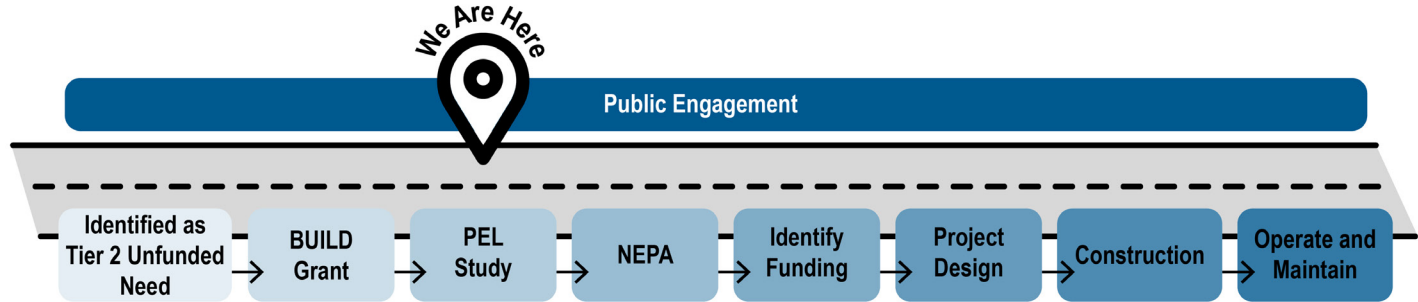 We Are Here
Public Engagement
Identified as
Tier 2 Unfunded
Need
BUILD
Grant
PEL
Study
NEPA
Identify
Funding
Project
Design
Construction
Operate and
Maintain